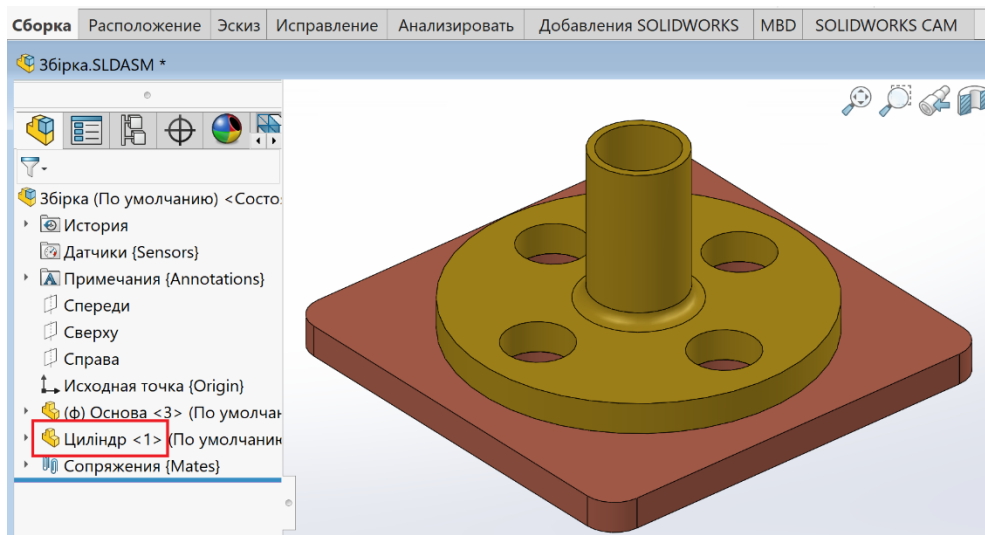 Сборка Расположение Эскиз Исправление Анализировать Добавления SOLIDWORKS MBD SOLIDWORKS CAM
Збірка.SLDASM *
Збірка (По умолчанию) <Состо
История
Датчики {Sensors}
Примечания {Annotations}
Спереди
Сверху
Справа
Исходная точка {Origin}
(ф) Основа <3> (По умолчан
Циліндр <1> (По умолчани
Сопряжения {Mates}